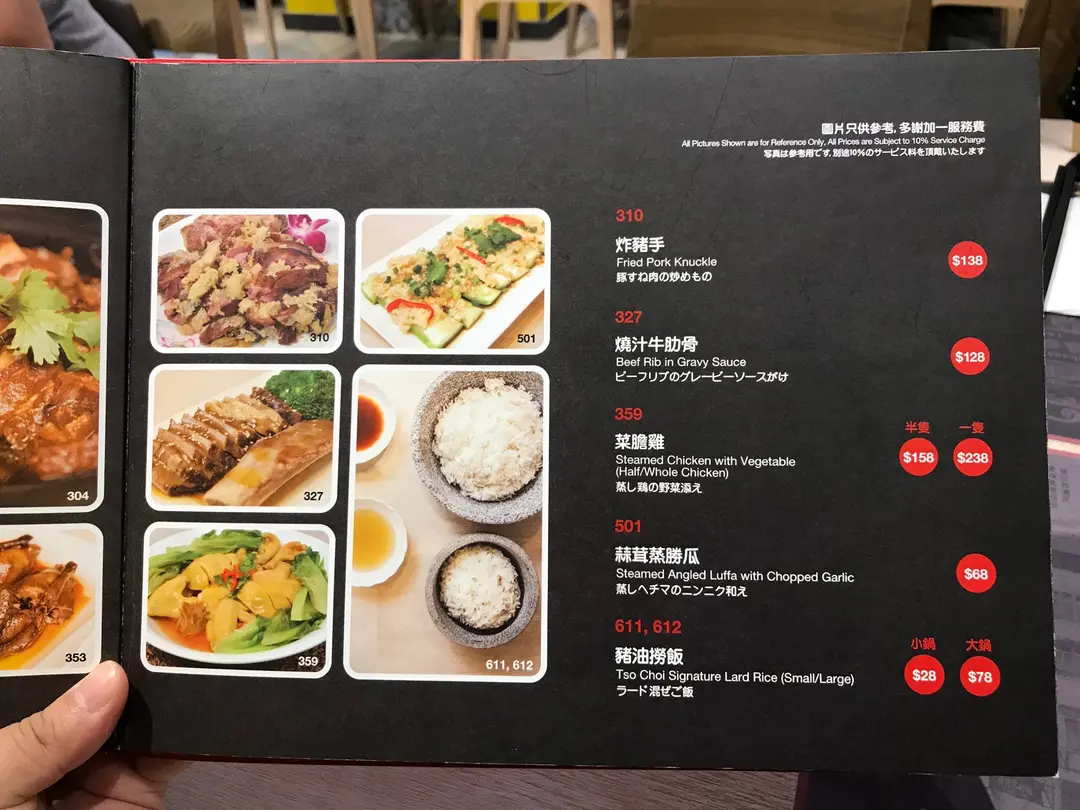 圖片只供參考, 多謝加一服務費
All Pictures Shown are for Reference Only, All Prices are Subject to 10% Service Charge
写真は参考用です, 別途10%のサービス料を頂戴いたします
304
353
310
501
327
359
611, 612
310
炸豬手
Fried Pork Knuckle
豚すね肉の炒めもの
$138
327
燒汁牛肋骨
Beef Rib in Gravy Sauce
ビーフリブのグレービーソースがけ
$128
359
菜膽雞
Steamed Chicken with Vegetable
(Half/Whole Chicken)
蒸し鶏の野菜添え
半隻 一隻
$158 $238
501
蒜茸蒸勝瓜
Steamed Angled Luffa with Chopped Garlic
蒸しヘチマのニンニク和え
$68
611, 612
豬油撈飯
Tso Choi Signature Lard Rice (Small/Large)
ラード混ぜご飯
小鍋 大鍋
$28 $78